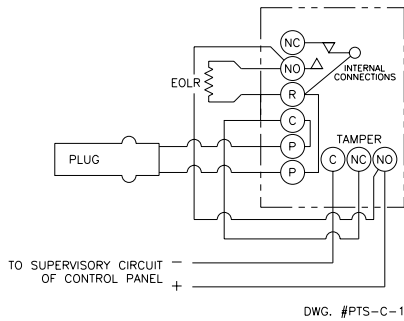 NC
NO
INTERNAL
CONNECTIONS
EOLR
R
C
TAMPER
P
PLUG
C NC NO
P
TO SUPERVISORY CIRCUIT −
OF CONTROL PANEL +
DWG. #PTS-C-1